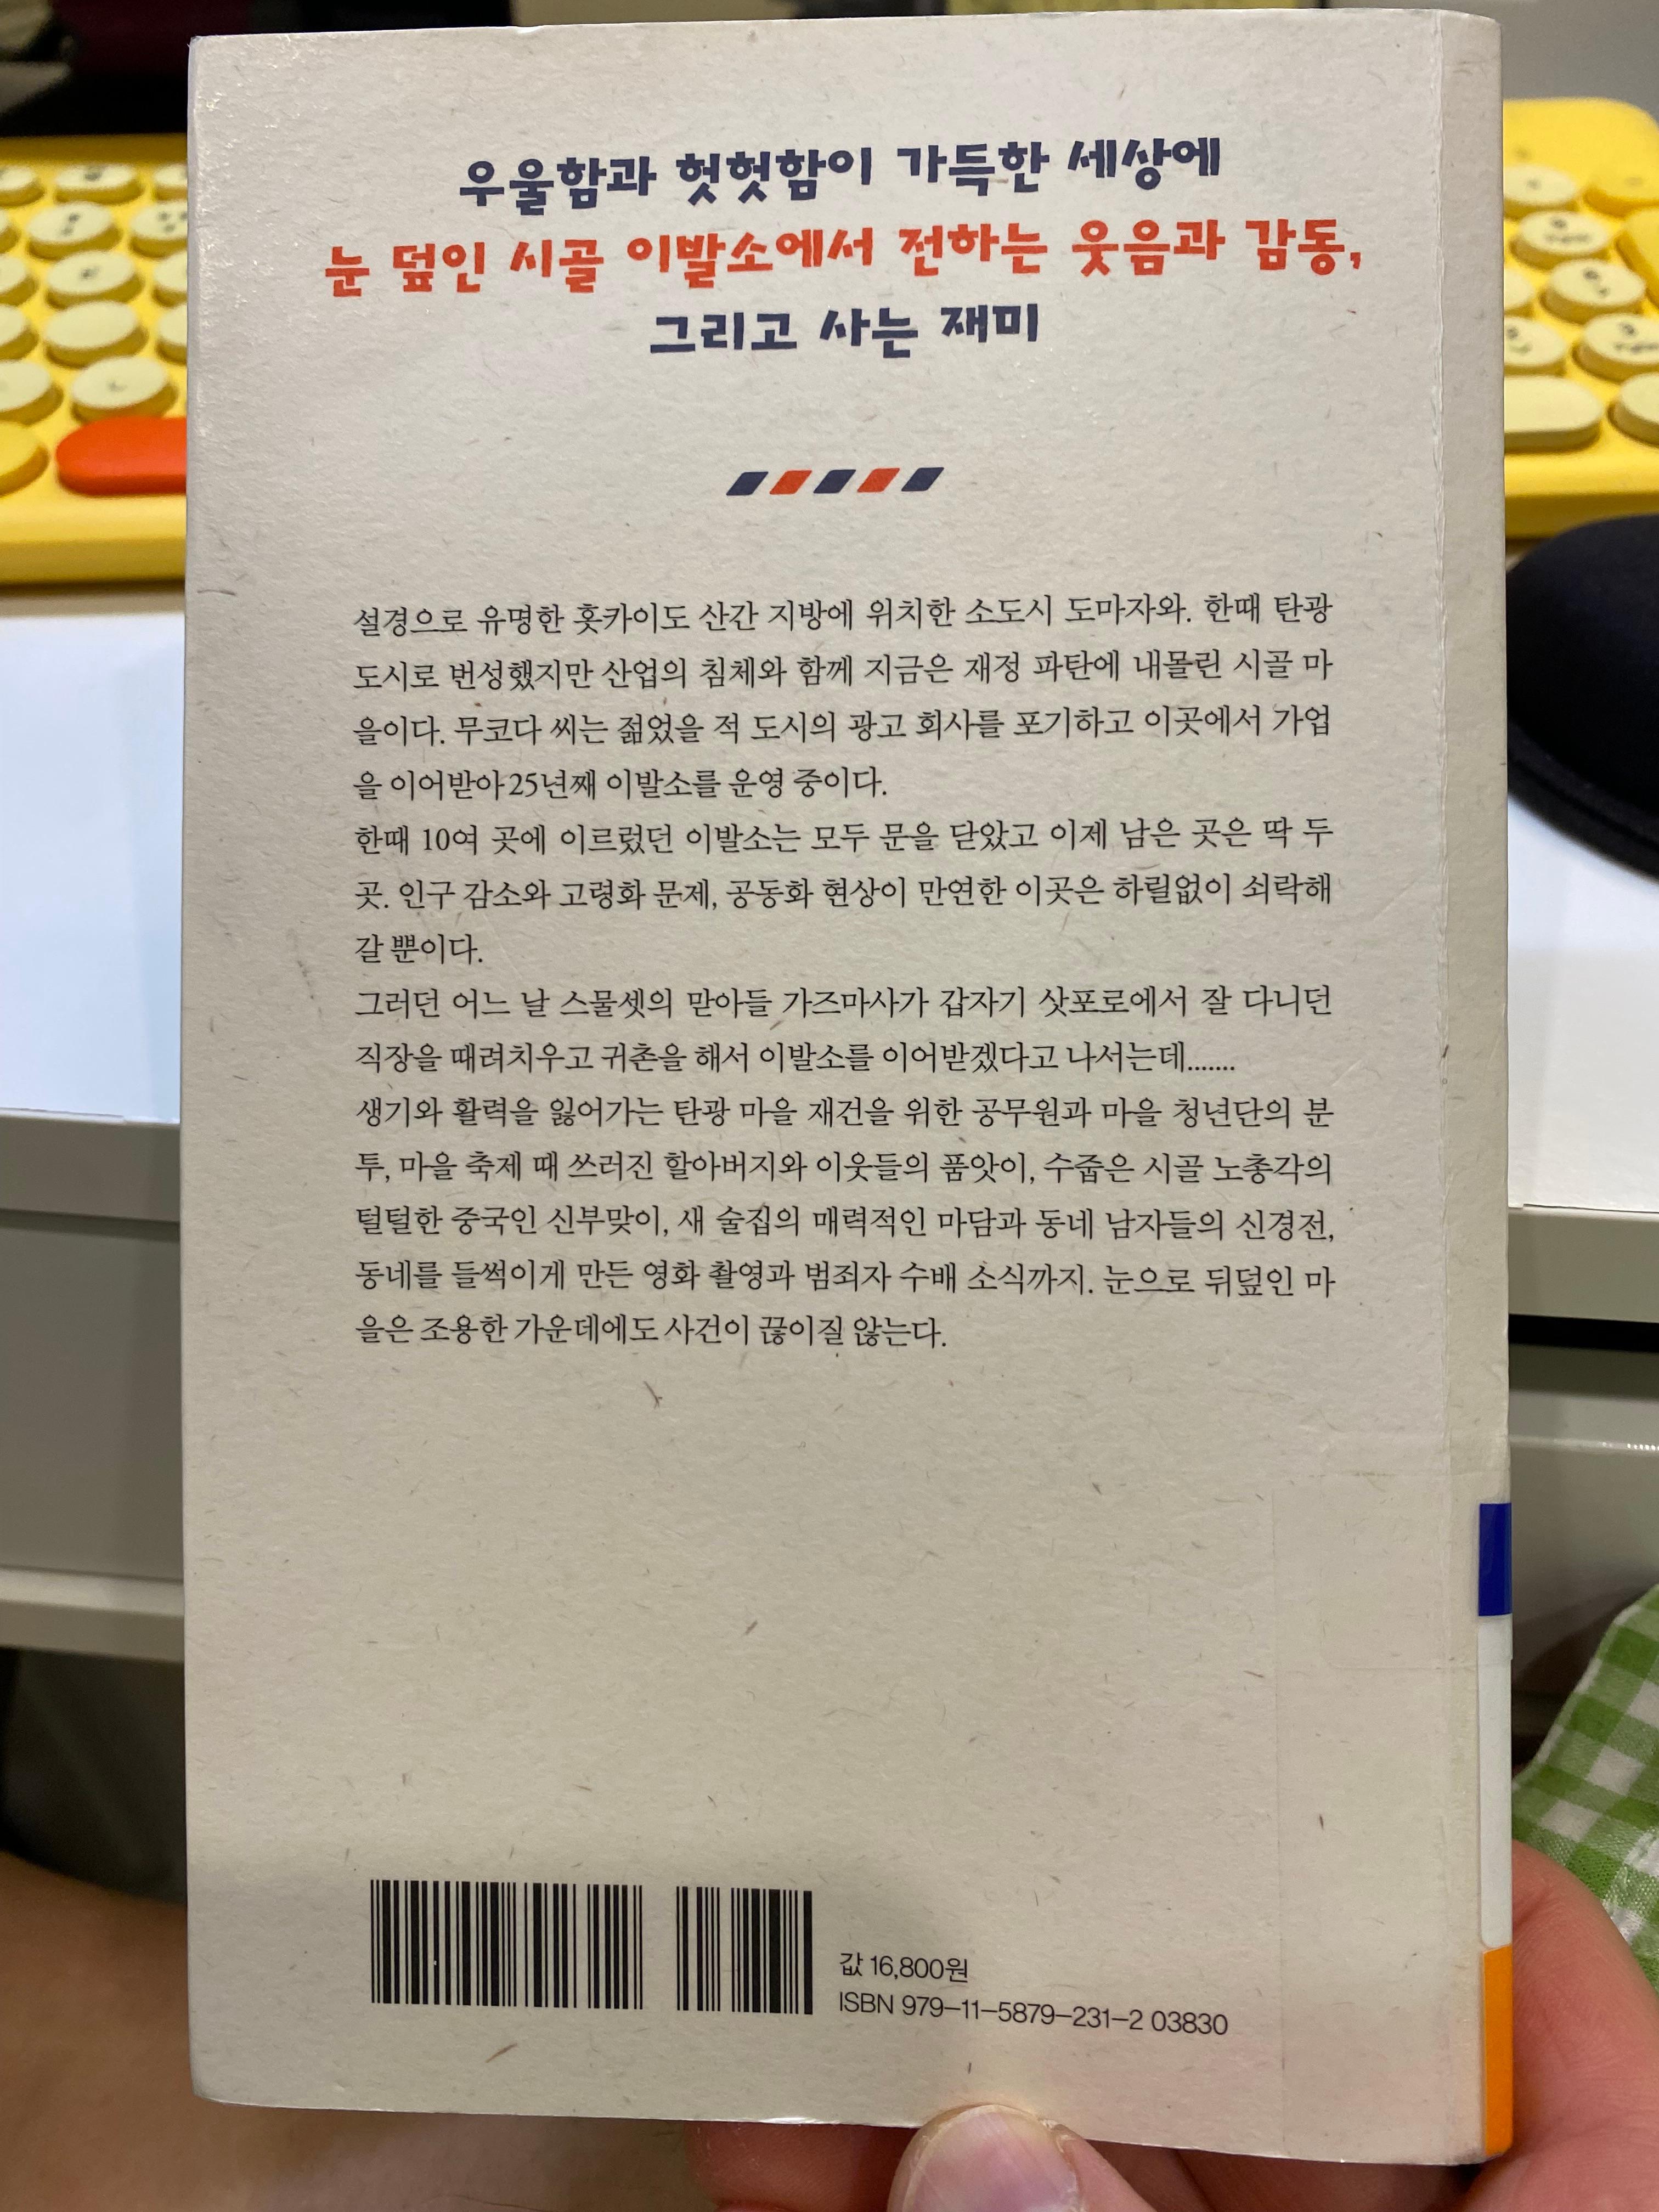 우울함과 헛헛함이 가득한 세상에
눈 덮인 시골 이발소에서 전하는 웃음과 감동,
그리고 사는 재미
설경으로 유명한 홋카이도 산간 지방에 위치한 소도시 도마자와. 한때 탄광
도시로 번성했지만 산업의 침체와 함께 지금은 재정 파탄에 내몰린 시골 마
을이다. 무코다 씨는 젊었을 적 도시의 광고 회사를 포기하고 이곳에서 가업
을 이어받아 25년째 이발소를 운영 중이다.
한때 10여 곳에 이르렀던 이발소는 모두 문을 닫았고 이제 남은 곳은 딱 두
곳. 인구 감소와 고령화 문제, 공동화 현상이 만연한 이곳은 하릴없이 쇠락해
갈 뿐이다.
그러던 어느 날 스물셋의 맏아들 가즈마사가 갑자기 삿포로에서 잘 다니던
직장을 때려치우고 귀촌을 해서 이발소를 이어받겠다고 나서는데.......
생기와 활력을 잃어가는 탄광 마을 재건을 위한 공무원과 마을 청년단의 분
투, 마을 축제 때 쓰러진 할아버지와 이웃들의 품앗이, 수줍은 시골 노총각의
털털한 중국인 신부맞이, 새 술집의 매력적인 마담과 동네 남자들의 신경전,
동네를 들썩이게 만든 영화 촬영과 범죄자 수배 소식까지. 눈으로 뒤덮인 마
을은 조용한 가운데에도 사건이 끊이질 않는다.
값 16,800원
ISBN 979-11-5879-231-2 03830